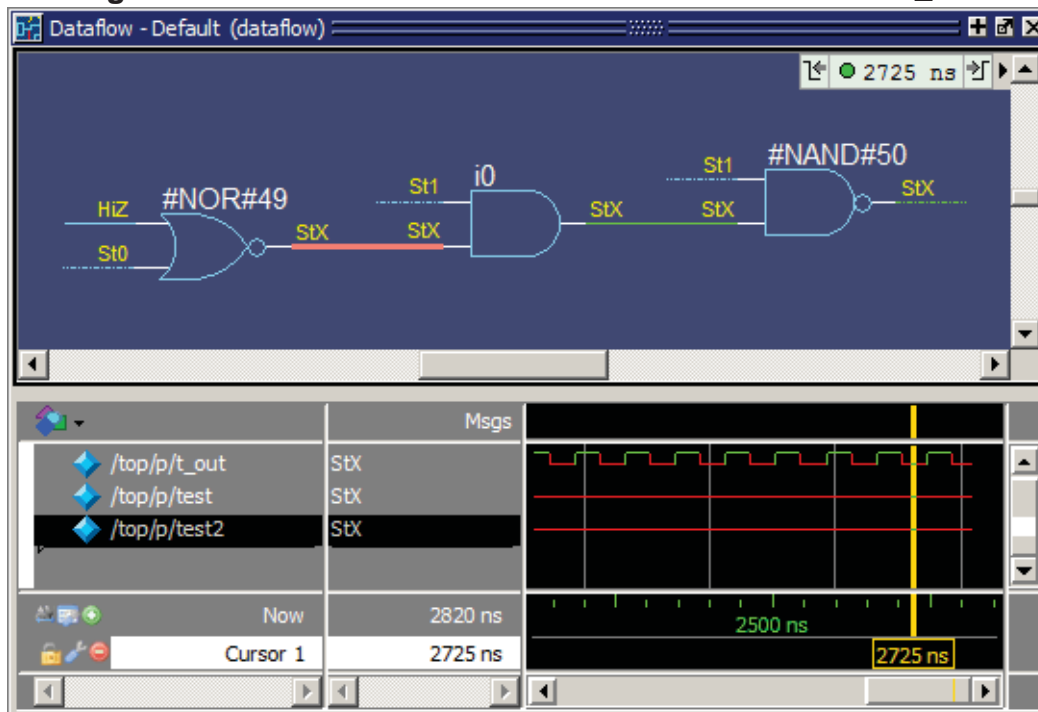 Dataflow - Default (dataflow)
2725 ns
#NAND#50
St1
StX
i0
St1
StX
StX
StX
#NOR#49
HiZ
StX
St0
Msgs
/top/p/t_out StX
/top/p/test StX
/top/p/test2 StX
Now 2820 ns
2500 ns
Cursor 1 2725 ns
2725 ns